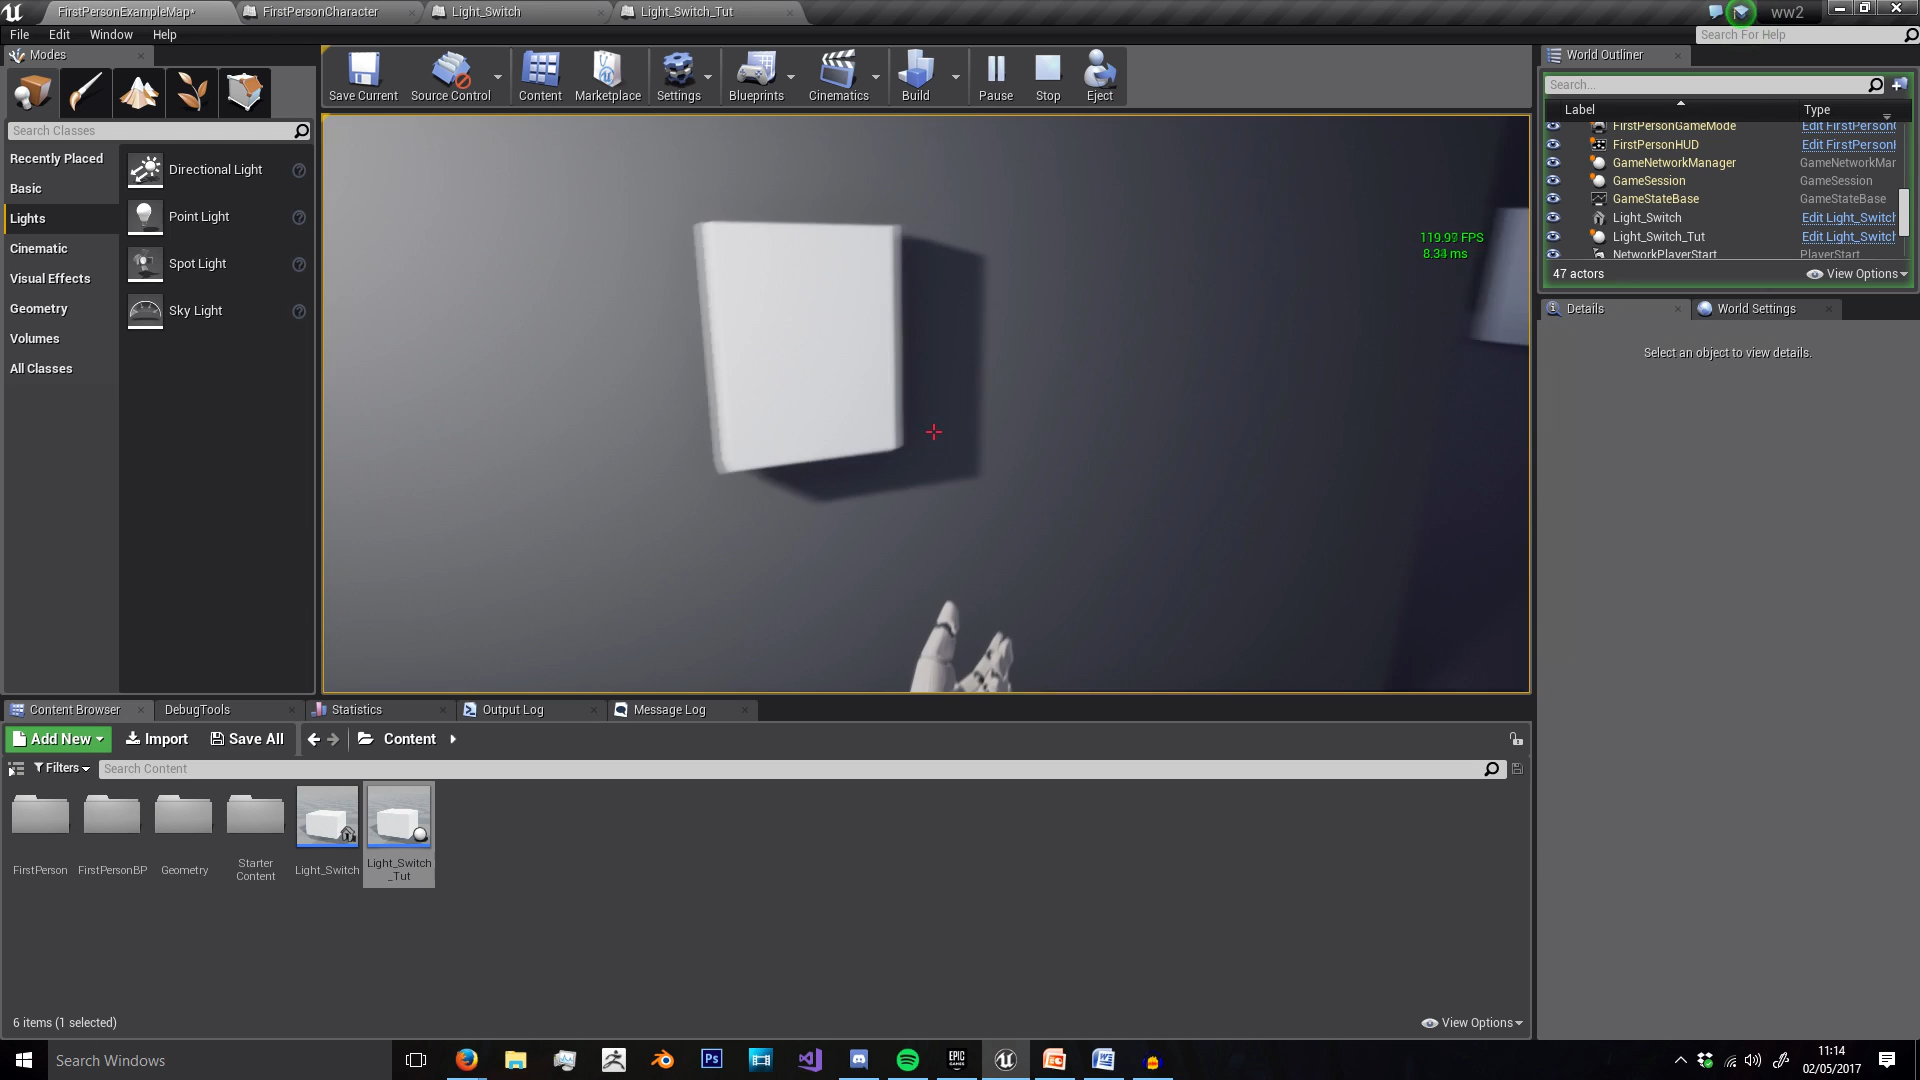 FirstPersonExampleMap*
FirstPersonCharacter
Light_Switch
Light_Switch_Tut
ww2
File Edit Window Help
Search For Help
Modes
Save Current
Source Control
Content
Marketplace
Settings
Blueprints
Cinematics
Build
Pause
Stop
Eject
World Outliner
Search...
Label Type
FirstPersonGameMode Edit FirstPerson
FirstPersonHUD Edit FirstPerson
GameNetworkManager GameNetworkMar
GameSession GameSession
GameStateBase GameStateBase
Light_Switch Edit Light_Switch
Light_Switch_Tut Edit Light_Switch
NetworkPlayerStart PlayerStart
47 actors
View Options
Details
World Settings
Select an object to view details.
Search Classes
Recently Placed
Basic
Lights
Cinematic
Visual Effects
Geometry
Volumes
All Classes
Directional Light
Point Light
Spot Light
Sky Light
FPS
ms
Content Browser
DebugTools
Statistics
Output Log
Message Log
Add New
Import
Save All
Content
Filters
Search Content
FirstPerson
FirstPersonBP
Geometry
Starter
Content
Light_Switch
Light_Switch
_Tut
6 items (1 selected)
View Options
Search Windows
Ps
EPIC
GAMES
11:14
02/05/2017